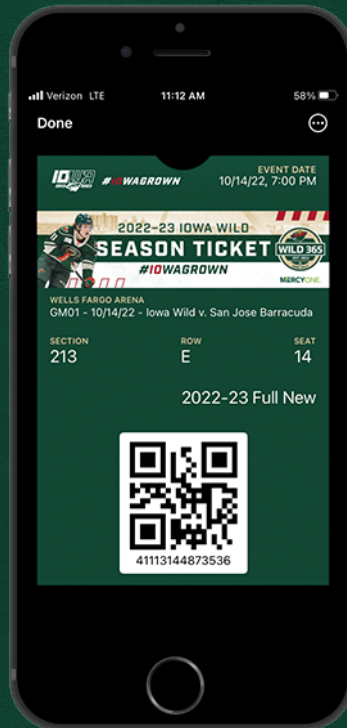 Verizon LTE 11:12 AM 58%
Done
IOWA #IOWAGROWN
EVENT DATE
10/14/22, 7:00 PM
2022-23 IOWA WILD
SEASON TICKET
WILD 365
#IOWAGROWN
MERCYONE
WELLS FARGO ARENA
GM01 - 10/14/22 - Iowa Wild v. San Jose Barracuda
SECTION ROW SEAT
213 E 14
2022-23 Full New
41113144873536